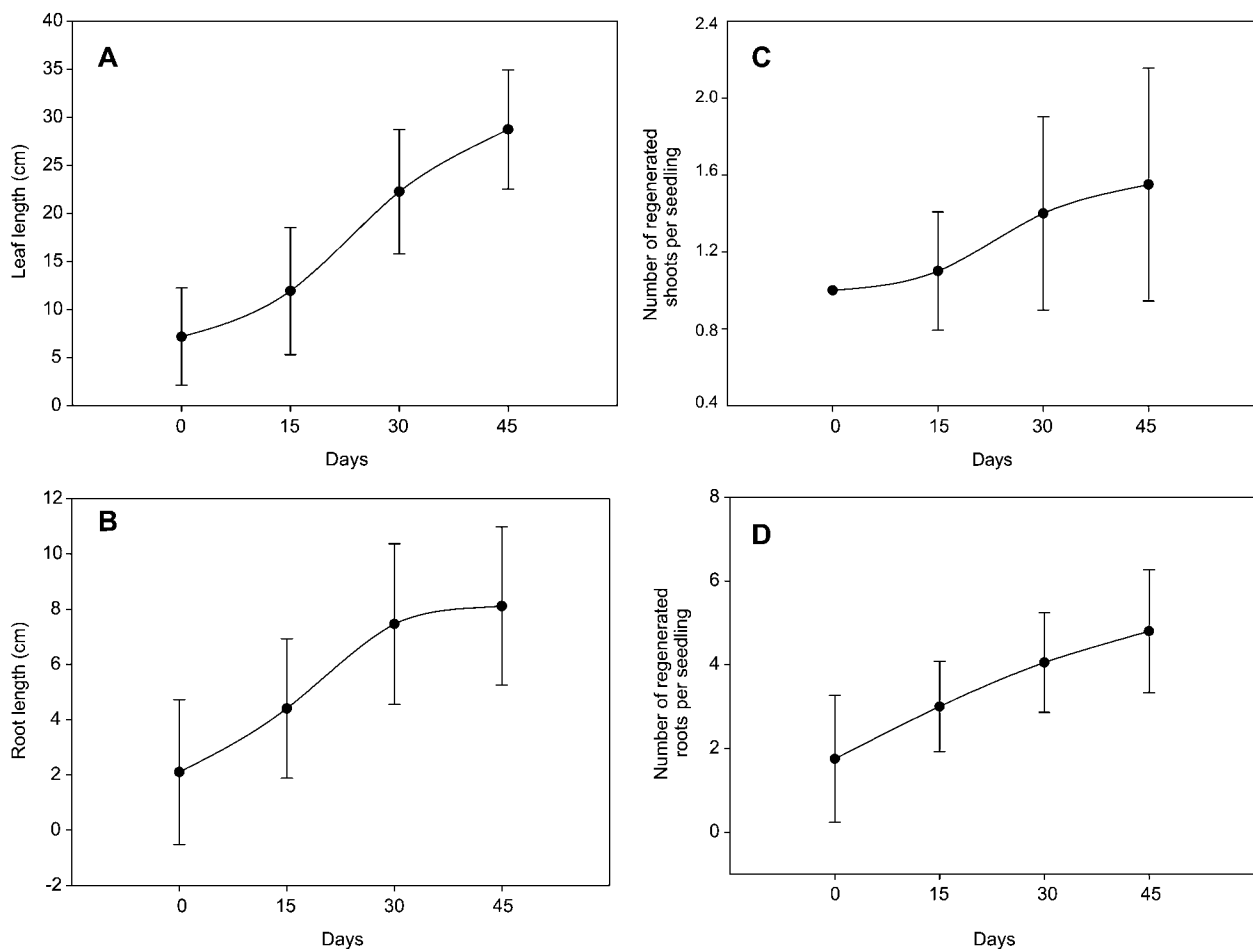 A
Leaf length (cm)
40
35
30
25
20
15
10
5
0
0 15 30 45
Days
C
Number of regenerated
shoots per seedling
2.4
2.0
1.6
1.2
0.8
0.4
0 15 30 45
Days
B
Root length (cm)
12
10
8
6
4
2
0
-2
0 15 30 45
Days
D
Number of regenerated
roots per seedling
8
6
4
2
0
0 15 30 45
Days